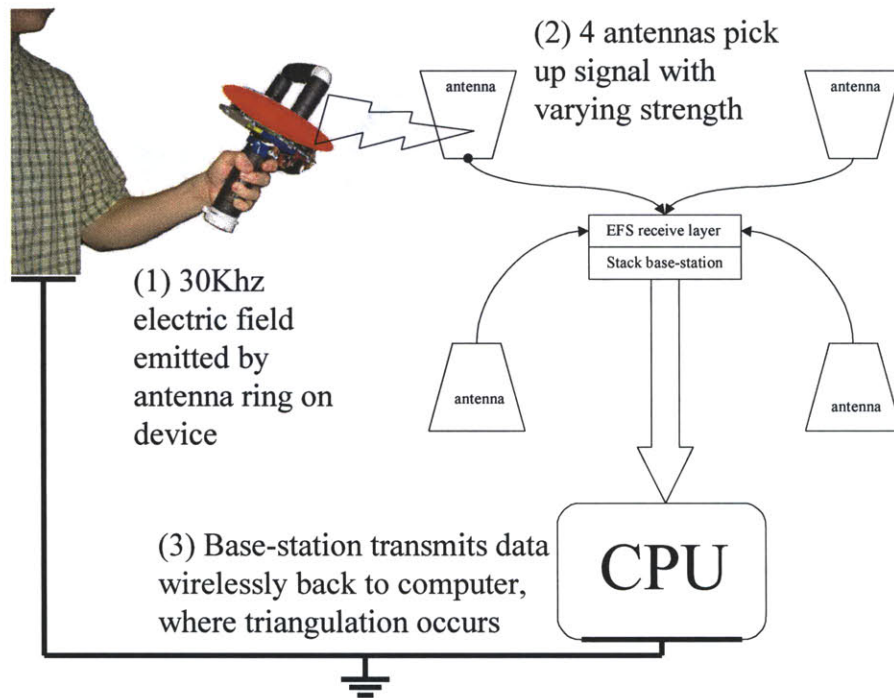 (2) 4 antennas pick
up signal with
varying strength
antenna
antenna
EFS receive layer
Stack base-station
(1) 30Khz
electric field
emitted by
antenna ring on
device
antenna
antenna
(3) Base-station transmits data
wirelessly back to computer,
where triangulation occurs
CPU